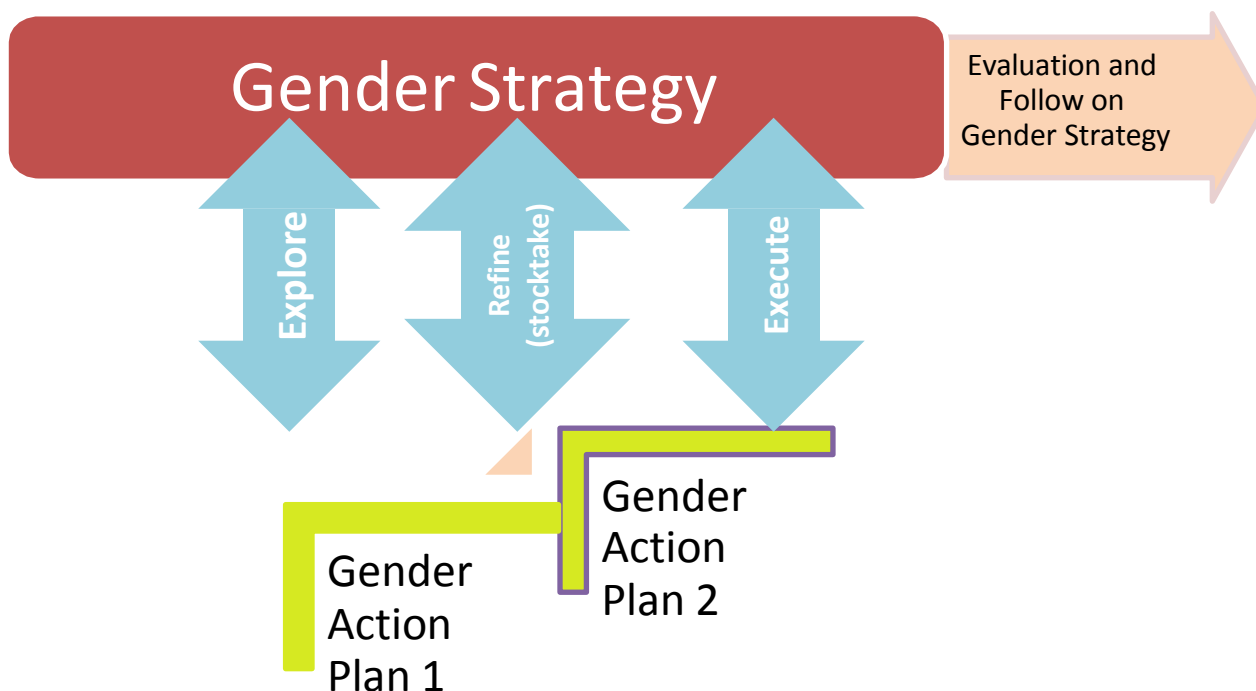 Gender Strategy
Evaluation and
Follow on
Gender Strategy
Explore
Refine
(stocktake)
Execute
Gender
Action
Plan 1
Gender
Action
Plan 2